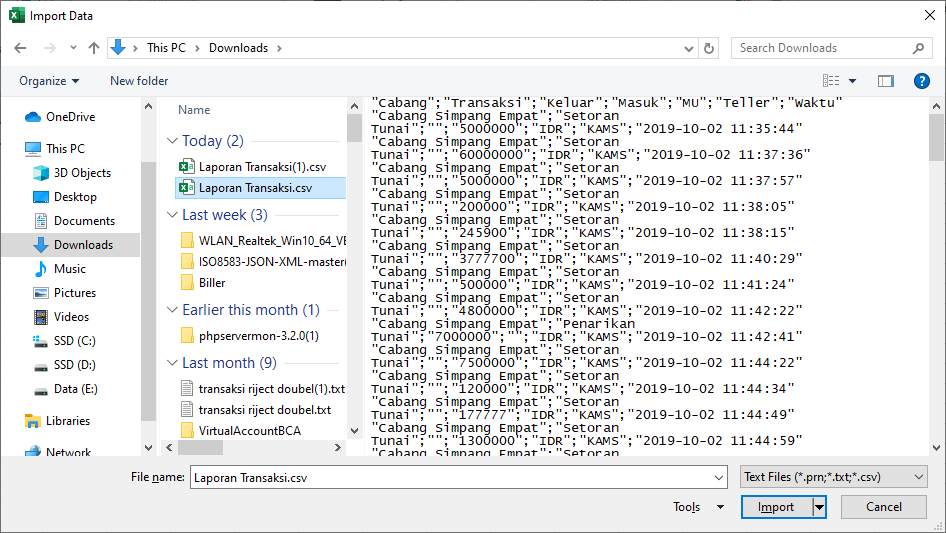 Import Data
This PC
Downloads
Search Downloads
Organize
New folder
OneDrive
This PC
3D Objects
Desktop
Documents
Downloads
Music
Pictures
Videos
SSD (C:)
SSD (D:)
Data (E:)
Libraries
Network
Name
Today (2)
Laporan Transaksi(1).csv
Laporan Transaksi.csv
Last week (3)
WLAN_Realtek_Win10_64_VE
ISO8583-JSON-XML-master(
Biller
Earlier this month (1)
phpservermon-3.2.0(1)
Last month (9)
transaksi riject doubel(1).txt
transaksi riject doubel.txt
VirtualAccountBCA
"Cabang";"Transaksi";"Keluar";"Masuk";"MU";"Teller";"Waktu"
"Cabang Simpang Empat";"Setoran
Tunai";"";"5000000";"IDR";"KAMS";"2019-10-02 11:35:44"
"Cabang Simpang Empat";"Setoran
Tunai";"";"60000000";"IDR";"KAMS";"2019-10-02 11:37:36"
"Cabang Simpang Empat";"Setoran
Tunai";"";"5000000";"IDR";"KAMS";"2019-10-02 11:37:57"
"Cabang Simpang Empat";"Setoran
Tunai";"";"200000";"IDR";"KAMS";"2019-10-02 11:38:05"
"Cabang Simpang Empat";"Setoran
Tunai";"";"245900";"IDR";"KAMS";"2019-10-02 11:38:15"
"Cabang Simpang Empat";"Setoran
Tunai";"";"3777700";"IDR";"KAMS";"2019-10-02 11:40:29"
"Cabang Simpang Empat";"Setoran
Tunai";"";"500000";"IDR";"KAMS";"2019-10-02 11:41:24"
"Cabang Simpang Empat";"Setoran
Tunai";"";"4800000";"IDR";"KAMS";"2019-10-02 11:42:22"
"Cabang Simpang Empat";"Penarikan
Tunai";"7000000";"";"IDR";"KAMS";"2019-10-02 11:42:41"
"Cabang Simpang Empat";"Setoran
Tunai";"";"7500000";"IDR";"KAMS";"2019-10-02 11:44:22"
"Cabang Simpang Empat";"Setoran
Tunai";"";"120000";"IDR";"KAMS";"2019-10-02 11:44:34"
"Cabang Simpang Empat";"Setoran
Tunai";"";"177777";"IDR";"KAMS";"2019-10-02 11:44:49"
"Cabang Simpang Empat";"Setoran
Tunai";"";"1300000";"IDR";"KAMS";"2019-10-02 11:44:59"
"Cabang Simpang Empat";"Setoran
File name:
Laporan Transaksi.csv
Text Files (*.prn;*.txt;*.csv)
Tools
Import
Cancel